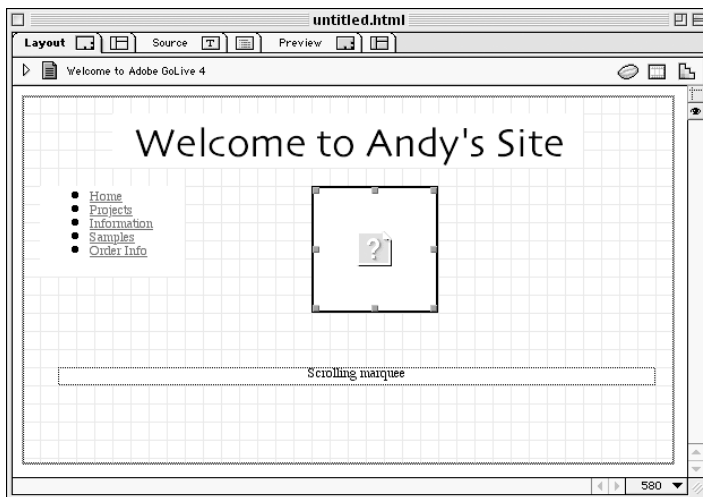 untitled.html
Layout Source T Preview
Welcome to Adobe GoLive 4
Welcome to Andy's Site
Home
Projects
Information
Samples
Order Info
?
Scrolling marquee
580